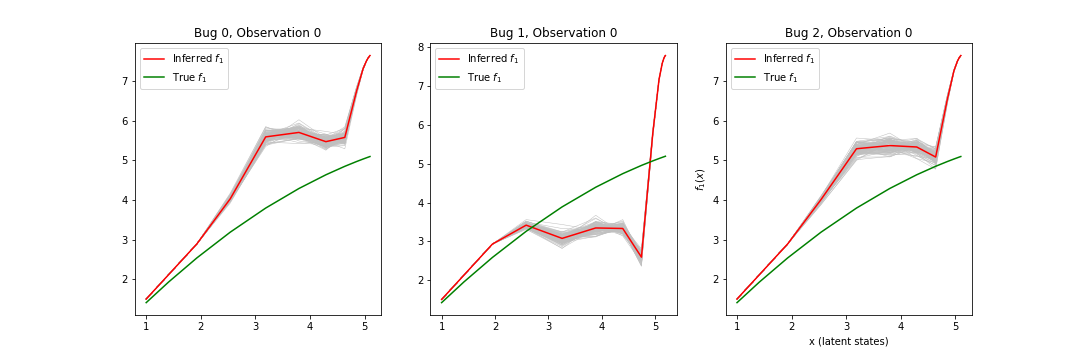 Bug 0, Observation 0
Inferred f₁
True f₁
7
6
5
4
3
2
1 2 3 4 5
Bug 1, Observation 0
Inferred f₁
True f₁
8
7
6
5
4
3
2
1 2 3 4 5
Bug 2, Observation 0
Inferred f₁
True f₁
f₁(x)
7
6
5
4
3
2
1 2 3 4 5
x (latent states)